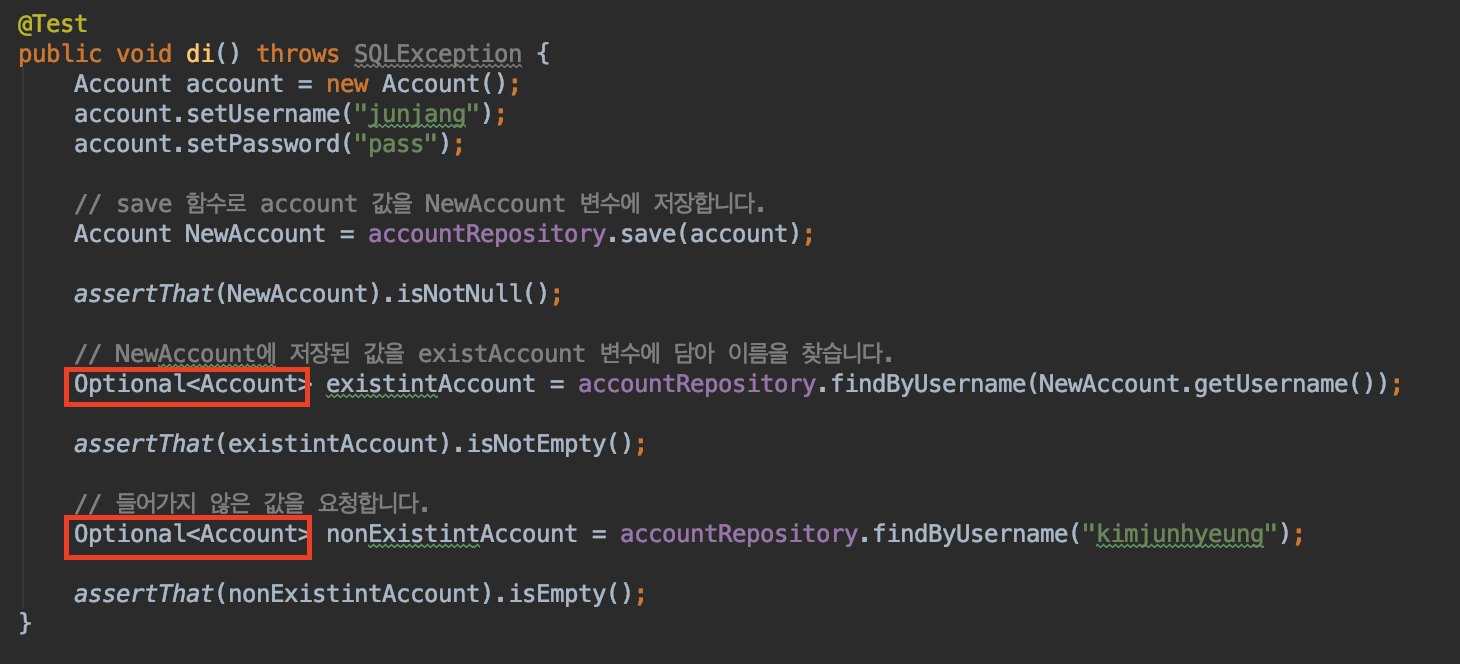 @Test
public void di() throws SQLException {
Account account = new Account();
account.setUsername("junjang");
account.setPassword("pass");
// save 함수로 account 값을 NewAccount 변수에 저장합니다.
Account NewAccount = accountRepository.save(account);
assertThat(NewAccount).isNotNull();
// NewAccount에 저장된 값을 existAccount 변수에 담아 이름을 찾습니다.
Optional<Account> existintAccount = accountRepository.findByUsername(NewAccount.getUsername());
assertThat(existintAccount).isNotEmpty();
// 들어가지 않은 값을 요청합니다.
Optional<Account> nonExistintAccount = accountRepository.findByUsername("kimjunhyeung");
assertThat(nonExistintAccount).isEmpty();
}